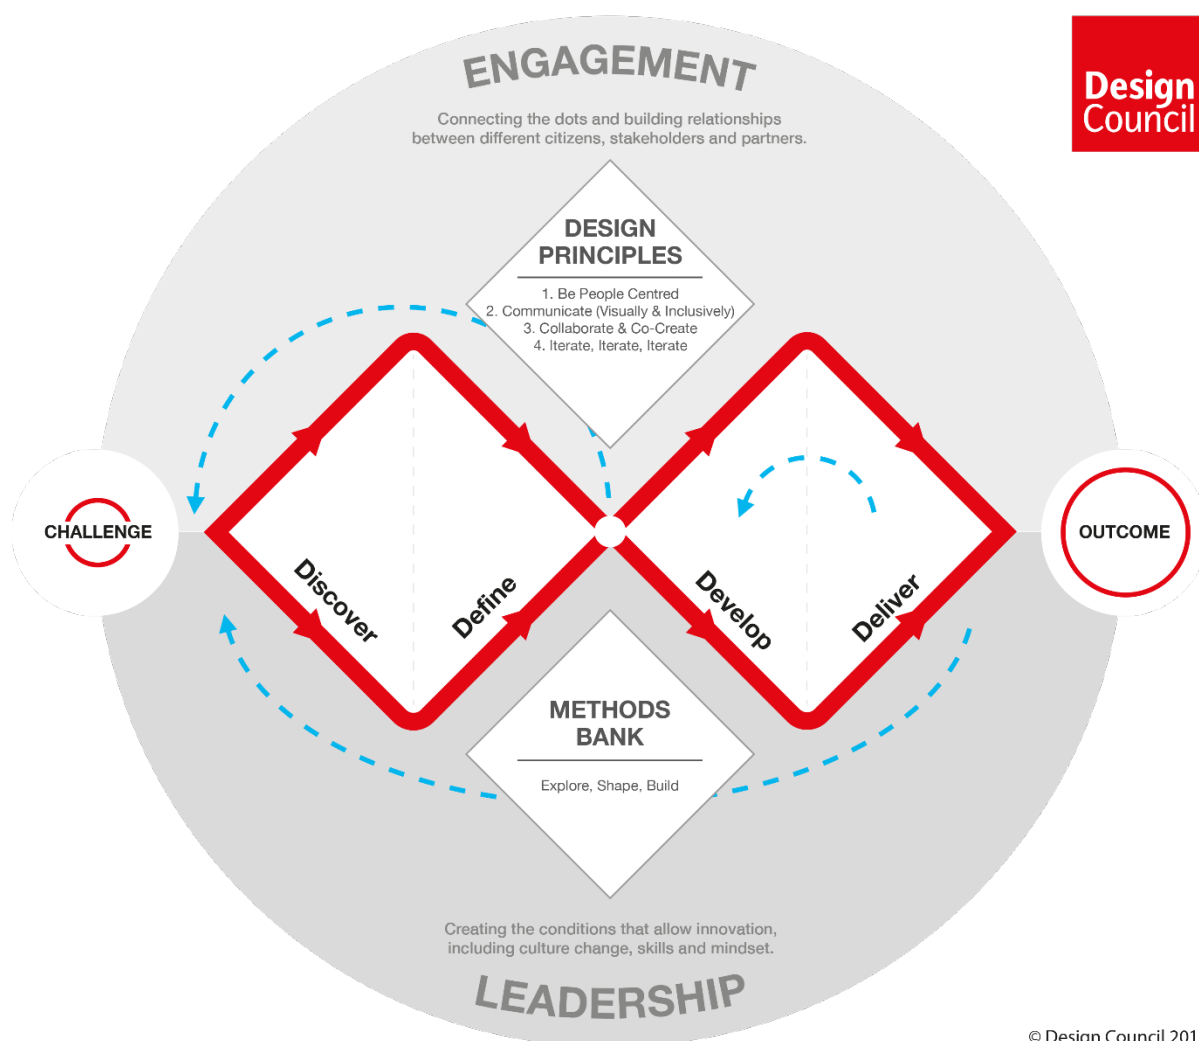 ENGAGEMENT
Connecting the dots and building relationships
between different citizens, stakeholders and partners.
Design
Council
DESIGN
PRINCIPLES
1. Be People Centred
2. Communicate (Visually & Inclusively)
3. Collaborate & Co-Create
4. Iterate, Iterate, Iterate
CHALLENGE
OUTCOME
Discover
Define
Develop
Deliver
METHODS
BANK
Explore, Shape, Build
Creating the conditions that allow innovation,
including culture change, skills and mindset.
LEADERSHIP
© Design Council 201